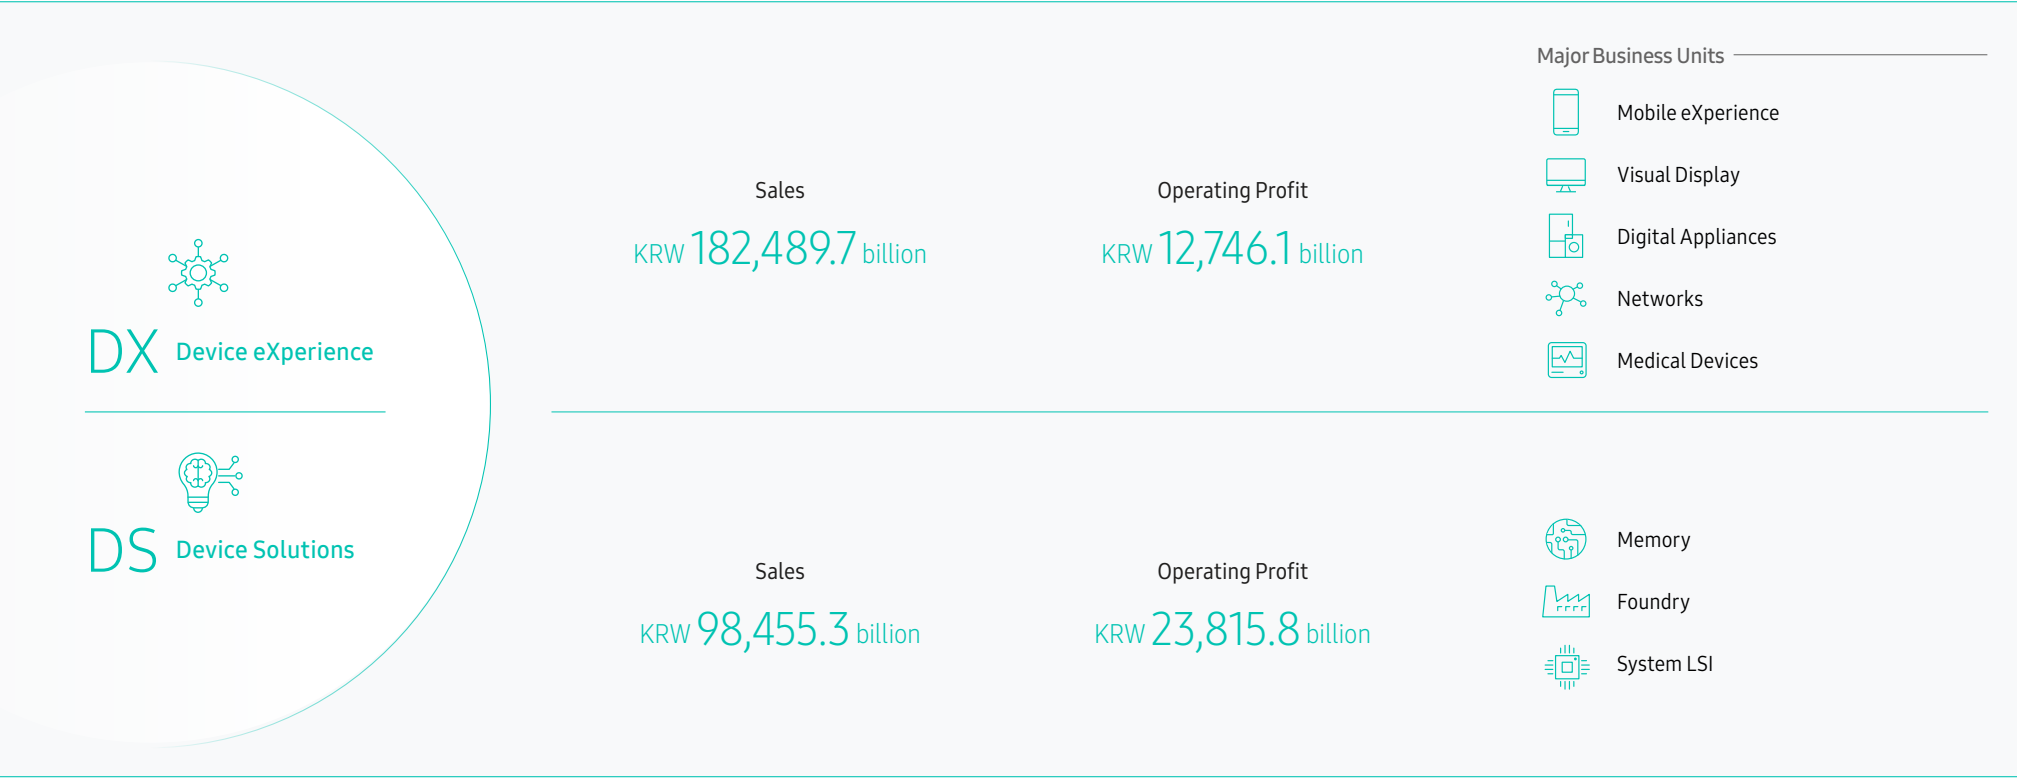 Major Business Units
DX Device eXperience
Sales
KRW 182,489.7 billion
Operating Profit
KRW 12,746.1 billion
Mobile eXperience
Visual Display
Digital Appliances
Networks
Medical Devices
DS Device Solutions
Sales
KRW 98,455.3 billion
Operating Profit
KRW 23,815.8 billion
Memory
Foundry
System LSI